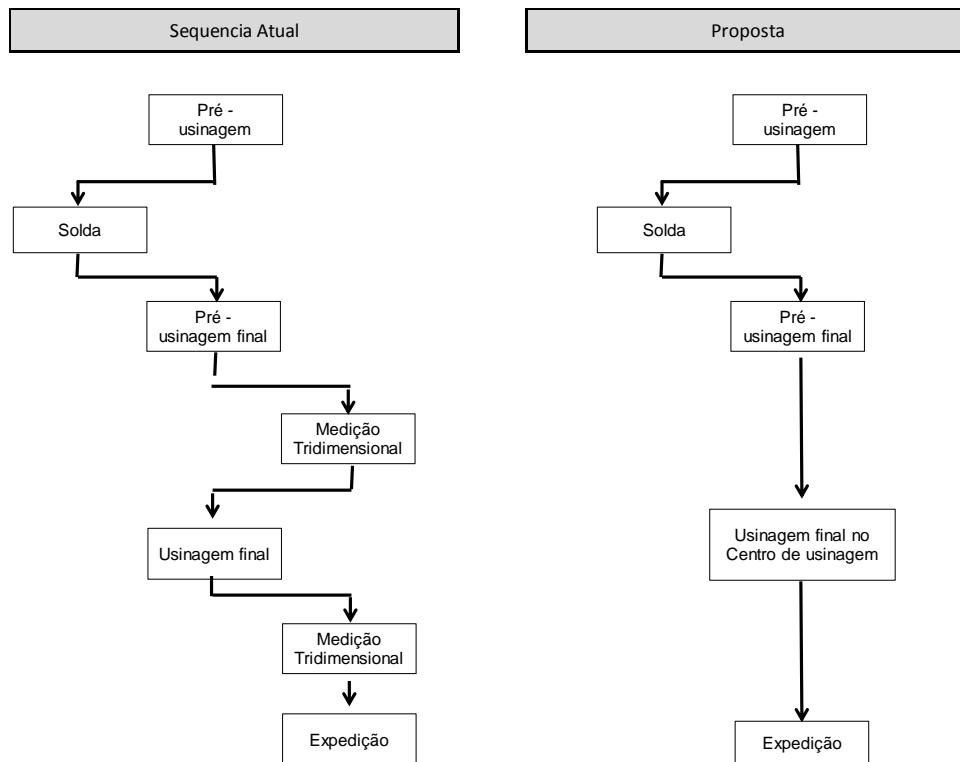 Sequencia Atual
Pré -
usinagem
Solda
Pré -
usinagem final
Medição
Tridimensional
Usinagem final
Medição
Tridimensional
Expedição
Proposta
Pré -
usinagem
Solda
Pré -
usinagem final
Usinagem final no
Centro de usinagem
Expedição